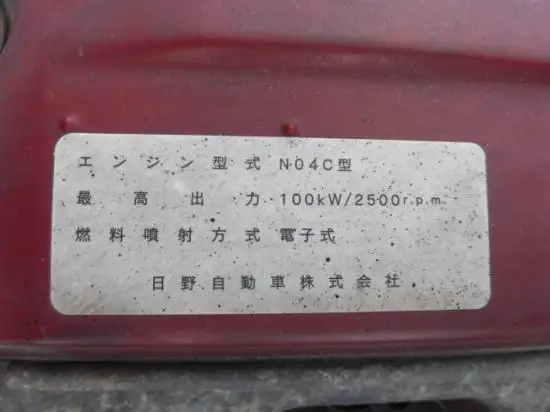 エンジン型式 N04C型
最高出力 100kW/2500r.p.m
燃料噴射方式 電子式
日野自動車株式会社